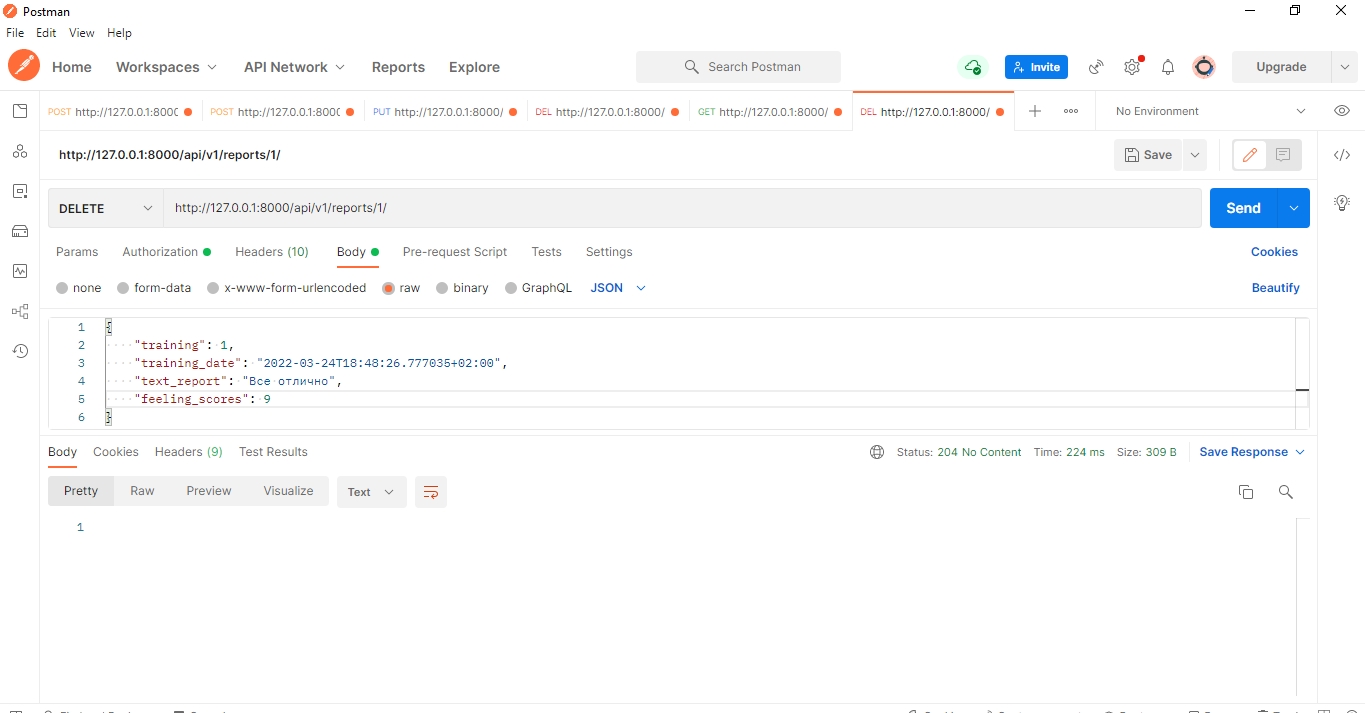 Postman
File Edit View Help
Home Workspaces API Network Reports Explore Search Postman Invite Upgrade
POST http://127.0.0.1:800 POST http://127.0.0.1:800 PUT http://127.0.0.1:8000/ DEL http://127.0.0.1:8000/ GET http://127.0.0.1:8000/ DEL http://127.0.0.1:8000/ No Environment
http://127.0.0.1:8000/api/v1/reports/1/ Save
DELETE http://127.0.0.1:8000/api/v1/reports/1/ Send
Params Authorization Headers (10) Body Pre-request Script Tests Settings Cookies
none form-data x-www-form-urlencoded raw binary GraphQL JSON Beautify
1 {
2 "training": 1,
3 "training_date": "2022-03-24T18:48:26.777035+02:00",
4 "text_report": "Все отлично",
5 "feeling_scores": 9
6 }
Body Cookies Headers (9) Test Results Status: 204 No Content Time: 224 ms Size: 309 B Save Response
Pretty Raw Preview Visualize Text
1